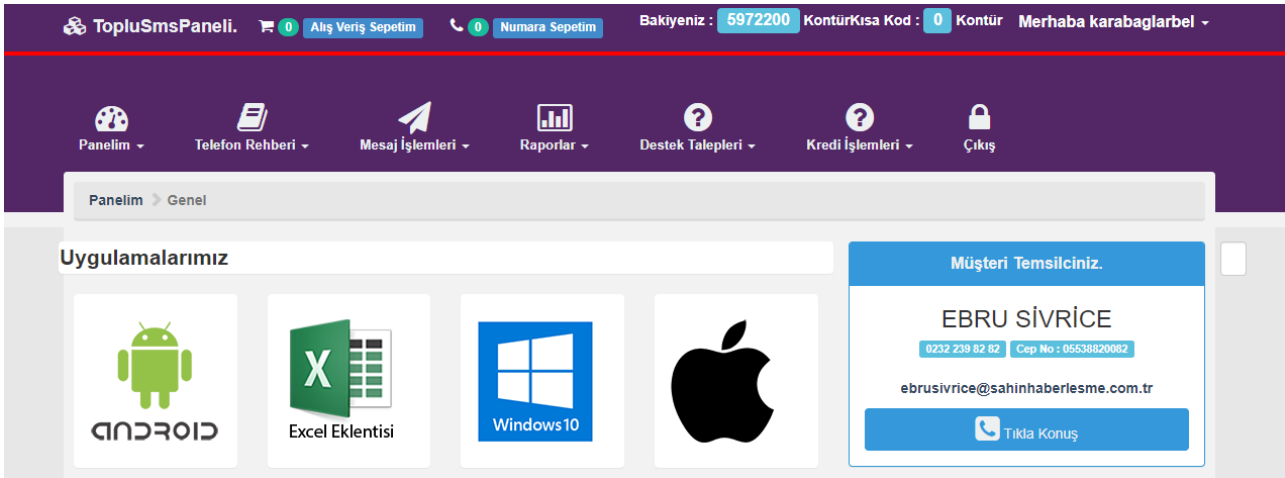 TopluSmsPaneli. 0 Alış Veriş Sepetim 0 Numara Sepetim Bakiyeniz : 5972200 KontürKısa Kod : 0 Kontür Merhaba karabaglarbel
Panelim Telefon Rehberi Mesaj İşlemleri Raporlar Destek Talepleri Kredi İşlemleri Çıkış
Panelim Genel
Uygulamalarımız
android
Excel Eklentisi
Windows 10
Müşteri Temsilciniz.
EBRU SİVRİCE
0232 239 82 82 Cep No : 05538820082
ebrusivrice@sahinhaberlesme.com.tr
Tıkla Konuş